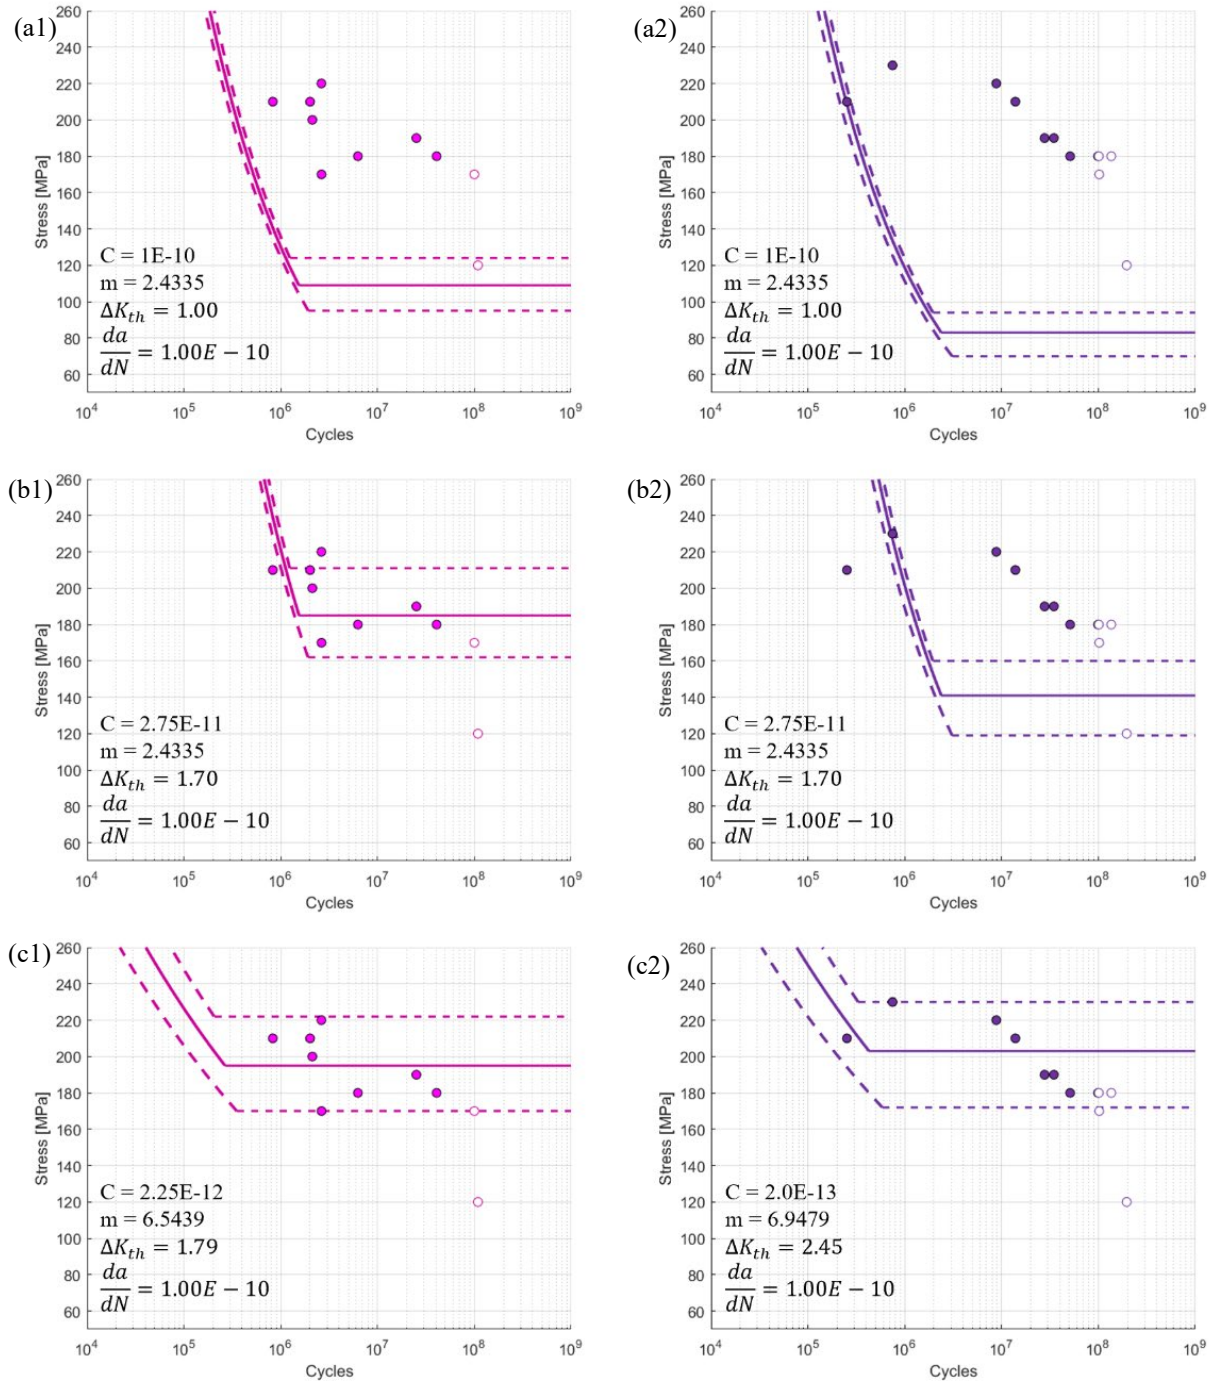 (a1)
260
240
220
200
180
160
140
120
100
80
60
Stress [MPa]
C = 1E-10
m = 2.4335
ΔK_th = 1.00
da/dN = 1.00E − 10
10^4 10^5 10^6 10^7 10^8 10^9
Cycles
(a2)
260
240
220
200
180
160
140
120
100
80
60
Stress [MPa]
C = 1E-10
m = 2.4335
ΔK_th = 1.00
da/dN = 1.00E − 10
10^4 10^5 10^6 10^7 10^8 10^9
Cycles
(b1)
260
240
220
200
180
160
140
120
100
80
60
Stress [MPa]
C = 2.75E-11
m = 2.4335
ΔK_th = 1.70
da/dN = 1.00E − 10
10^4 10^5 10^6 10^7 10^8 10^9
Cycles
(b2)
260
240
220
200
180
160
140
120
100
80
60
Stress [MPa]
C = 2.75E-11
m = 2.4335
ΔK_th = 1.70
da/dN = 1.00E − 10
10^4 10^5 10^6 10^7 10^8 10^9
Cycles
(c1)
260
240
220
200
180
160
140
120
100
80
60
Stress [MPa]
C = 2.25E-12
m = 6.5439
ΔK_th = 1.79
da/dN = 1.00E − 10
10^4 10^5 10^6 10^7 10^8 10^9
Cycles
(c2)
260
240
220
200
180
160
140
120
100
80
60
Stress [MPa]
C = 2.0E-13
m = 6.9479
ΔK_th = 2.45
da/dN = 1.00E − 10
10^4 10^5 10^6 10^7 10^8 10^9
Cycles